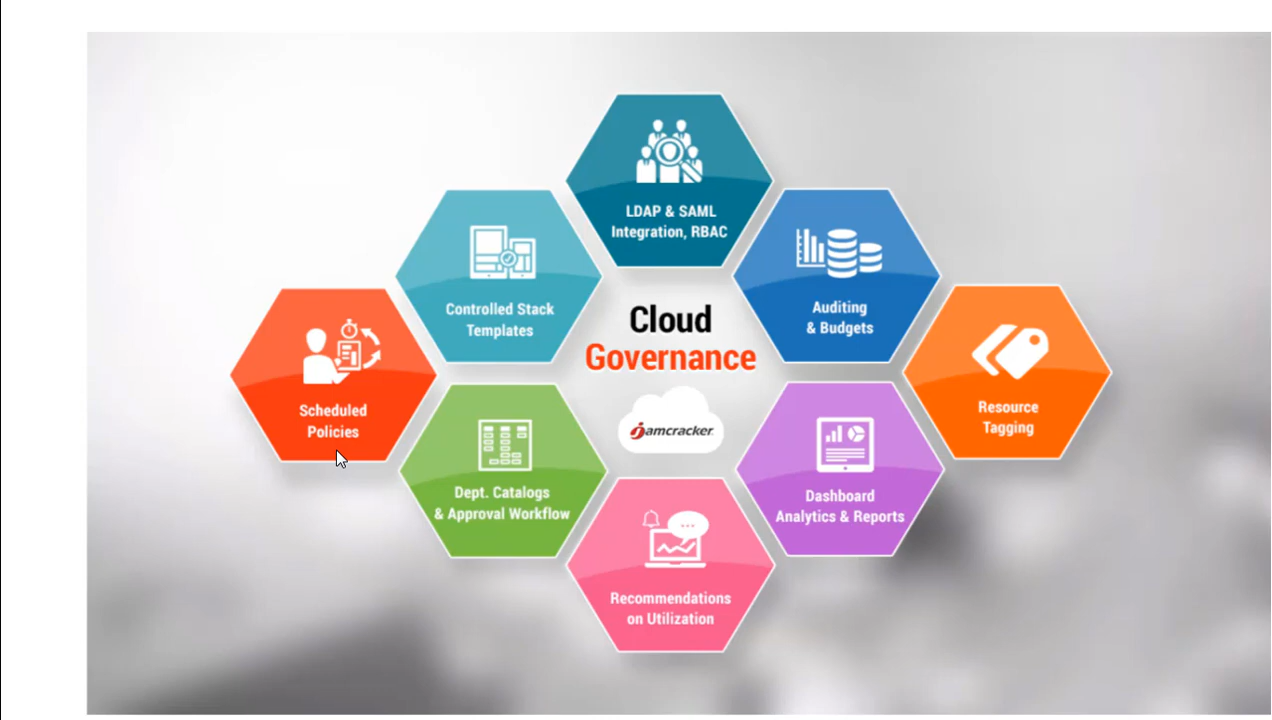 LDAP & SAML
Integration, RBAC
Controlled Stack
Templates
Auditing
& Budgets
Cloud
Governance
jamcracker
Scheduled
Policies
Resource
Tagging
Dept. Catalogs
& Approval Workflow
Dashboard
Analytics & Reports
Recommendations
on Utilization